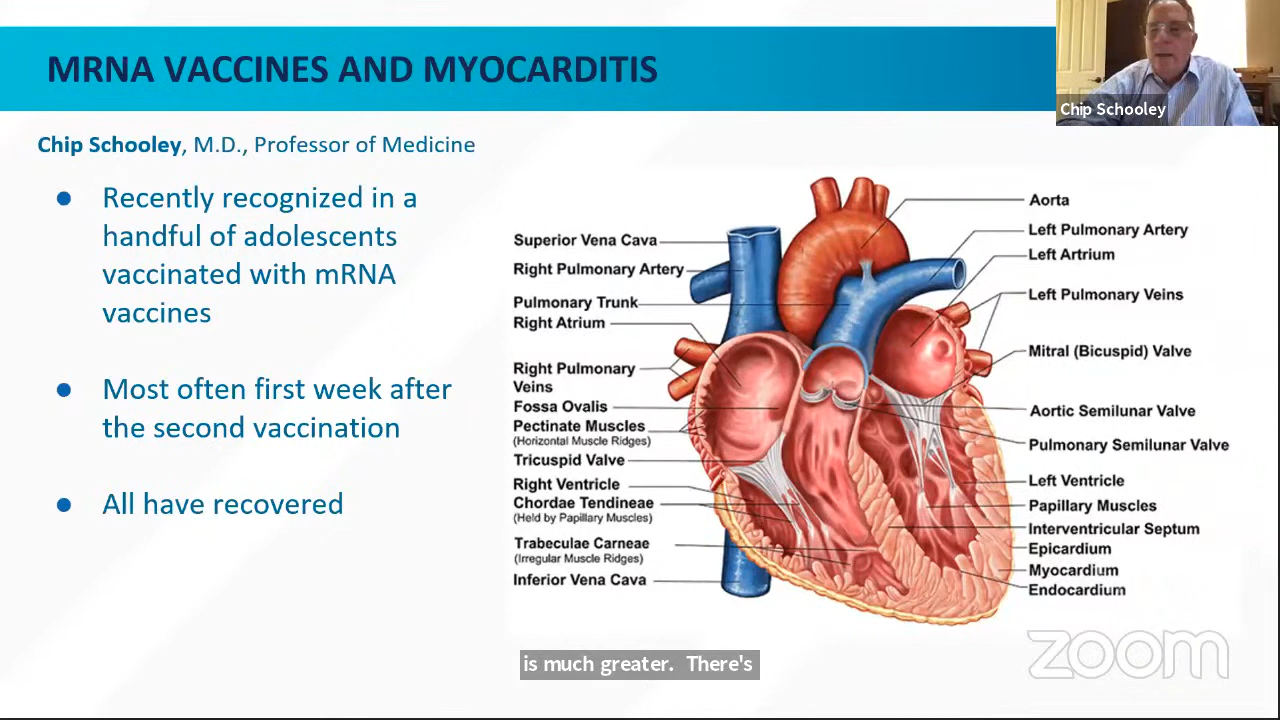 MRNA VACCINES AND MYOCARDITIS
Chip Schooley
Chip Schooley, M.D., Professor of Medicine
● Recently recognized in a
handful of adolescents
vaccinated with mRNA
vaccines
● Most often first week after
the second vaccination
● All have recovered
Superior Vena Cava
Right Pulmonary Artery
Pulmonary Trunk
Right Atrium
Right Pulmonary
Veins
Fossa Ovalis
Pectinate Muscles
(Horizontal Muscle Ridges)
Tricuspid Valve
Right Ventricle
Chordae Tendineae
(Held by Papillary Muscles)
Trabeculae Carneae
(Irregular Muscle Ridges)
Inferior Vena Cava
Aorta
Left Pulmonary Artery
Left Artrium
Left Pulmonary Veins
Mitral (Bicuspid) Valve
Aortic Semilunar Valve
Pulmonary Semilunar Valve
Left Ventricle
Papillary Muscles
Interventricular Septum
Epicardium
Myocardium
Endocardium
zoom
is much greater. There's